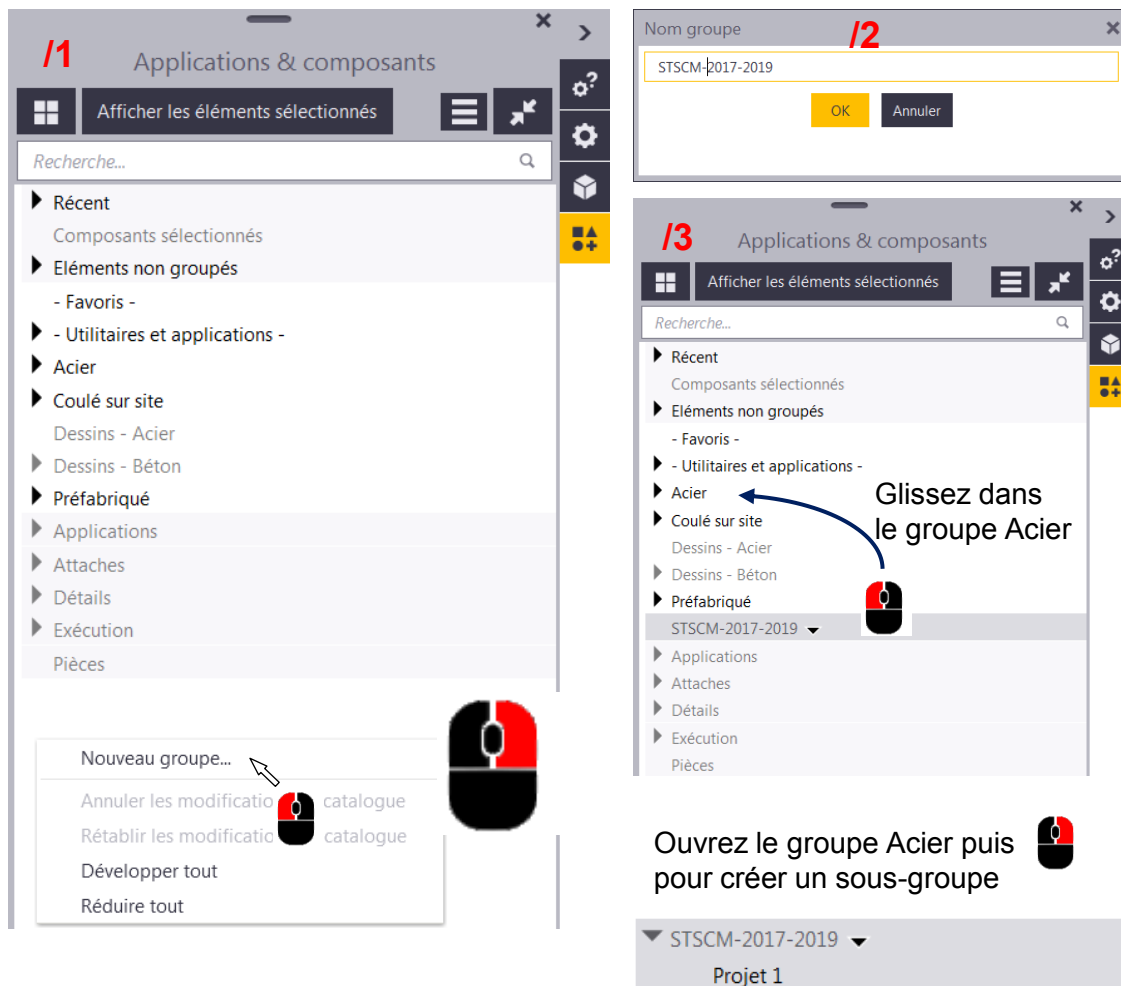 /1
Applications & composants
Afficher les éléments sélectionnés
Recherche...
Récent
Composants sélectionnés
Eléments non groupés
- Favoris -
- Utilitaires et applications -
Acier
Coulé sur site
Dessins - Acier
Dessins - Béton
Préfabriqué
Applications
Attaches
Détails
Exécution
Pièces
Nouveau groupe...
Annuler les modificatio catalogue
Rétablir les modificatio catalogue
Développer tout
Réduire tout
Nom groupe
/2
STSCM-2017-2019
OK
Annuler
/3
Applications & composants
Afficher les éléments sélectionnés
Recherche...
Récent
Composants sélectionnés
Eléments non groupés
- Favoris -
- Utilitaires et applications -
Acier
Coulé sur site
Dessins - Acier
Dessins - Béton
Préfabriqué
STSCM-2017-2019
Applications
Attaches
Détails
Exécution
Pièces
Glissez dans
le groupe Acier
Ouvrez le groupe Acier puis
pour créer un sous-groupe
STSCM-2017-2019
Projet 1